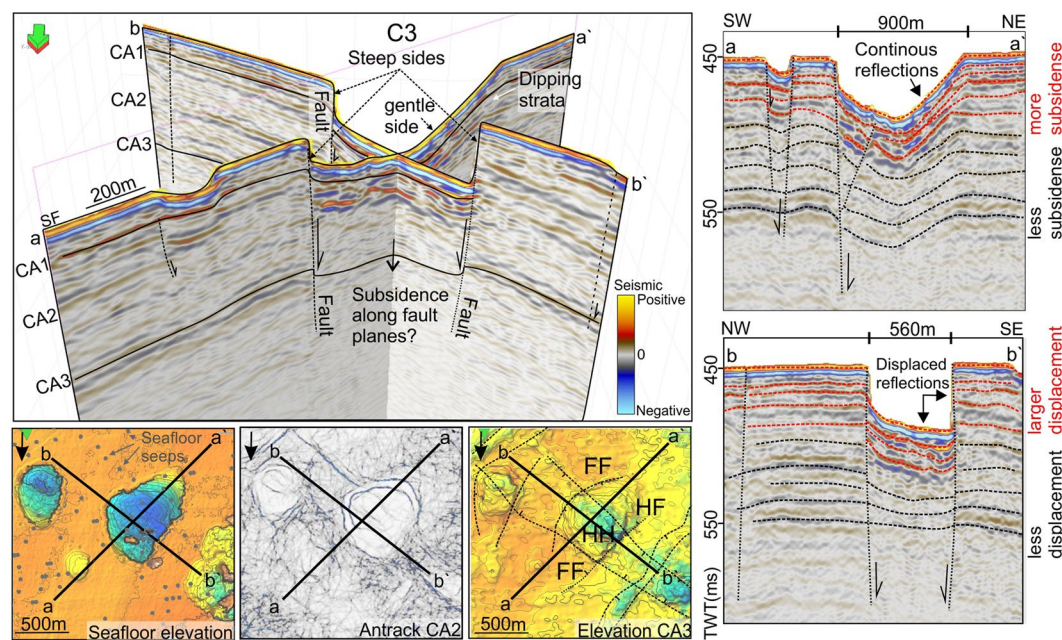 C3
b
a`
CA1
CA2
CA3
Steep sides
Fault
gentle
side
Dipping
strata
200m
SF
a
b`
CA1
CA2
CA3
Fault
Subsidence
along fault
planes?
Fault
Seismic
Positive
0
Negative
SW
900m
NE
a
a`
450
550
Continous
reflections
more
subsidense
less
subsidense
NW
560m
SE
b
b`
450
550
TWT(ms)
Displaced
reflections
larger
displacement
less
displacement
Seafloor
seeps
b
a`
a
b`
500m
Seafloor elevation
b
a`
a
b`
Antrack CA2
b
a`
FF
HF
HH
FF
a
b`
500m
Elevation CA3